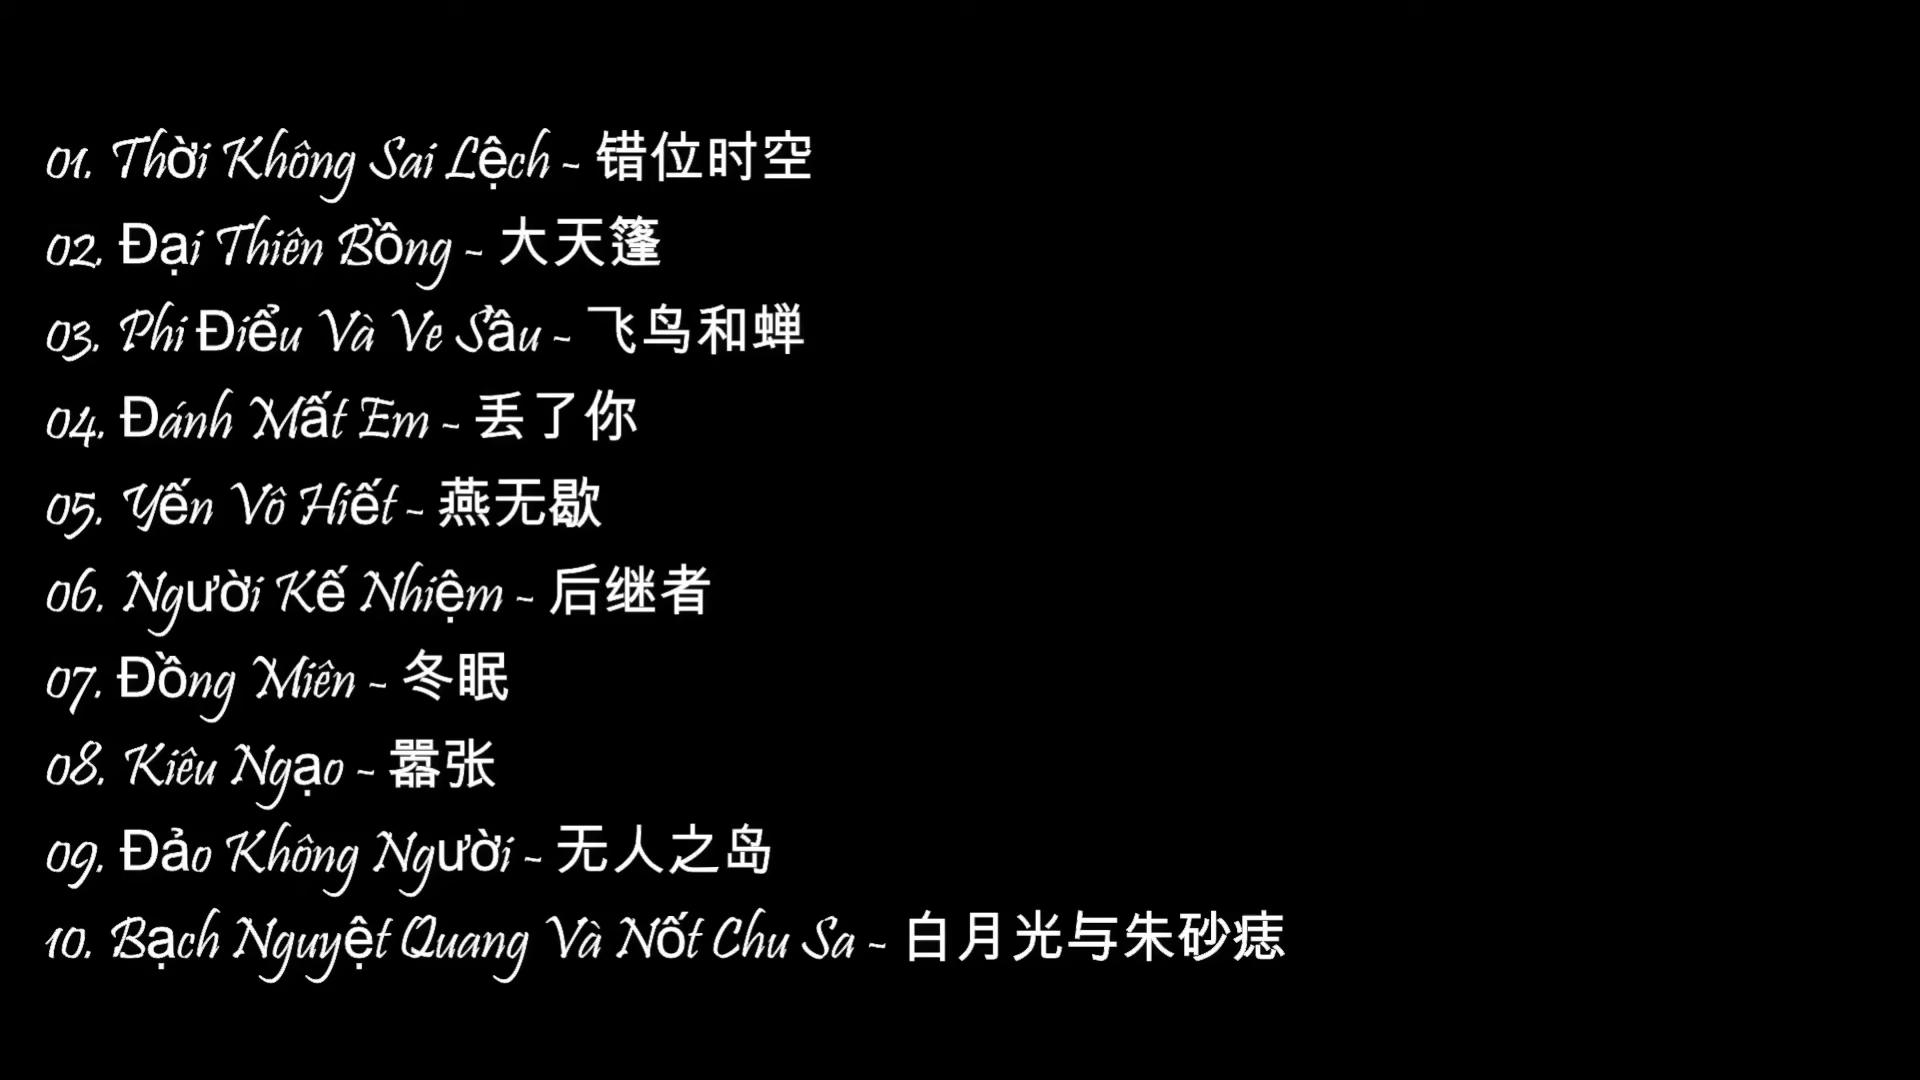 01. Thời Không Sai Lệch - 错位时空
02. Đại Thiên Bồng - 大天篷
03. Phi Điểu Và Ve Sầu - 飞鸟和蝉
04. Đánh Mất Em - 丢了你
05. Yến Vô Hiết - 燕无歇
06. Người Kế Nhiệm - 后继者
07. Đồng Miên - 冬眠
08. Kiêu Ngạo - 嚣张
09. Đảo Không Người - 无人之岛
10. Bạch Nguyệt Quang Và Nốt Chu Sa - 白月光与朱砂痣